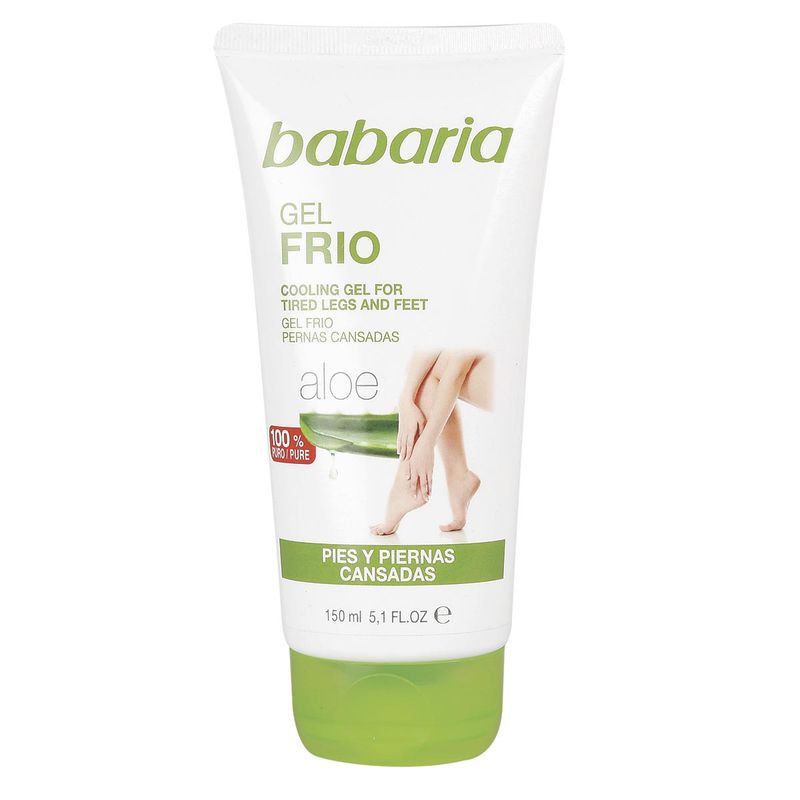 babaria
GEL
FRIO
COOLING GEL FOR
TIRED LEGS AND FEET
GEL FRIO
PERNAS CANSADAS
aloe
100 %
PURO / PURE
PIES Y PIERNAS
CANSADAS
150 ml 5,1 FL.OZ ℮